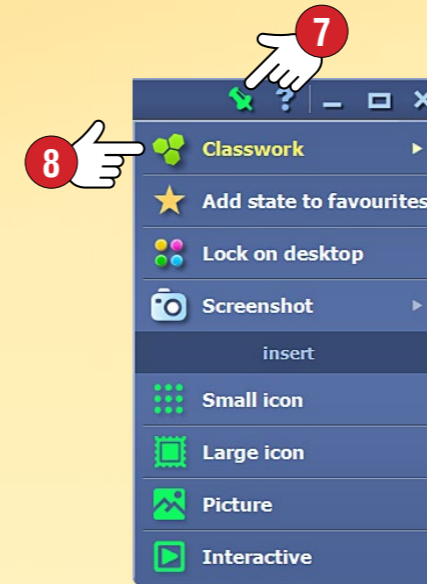 7
?
8
Classwork
Add state to favourites
Lock on desktop
Screenshot
insert
Small icon
Large icon
Picture
Interactive